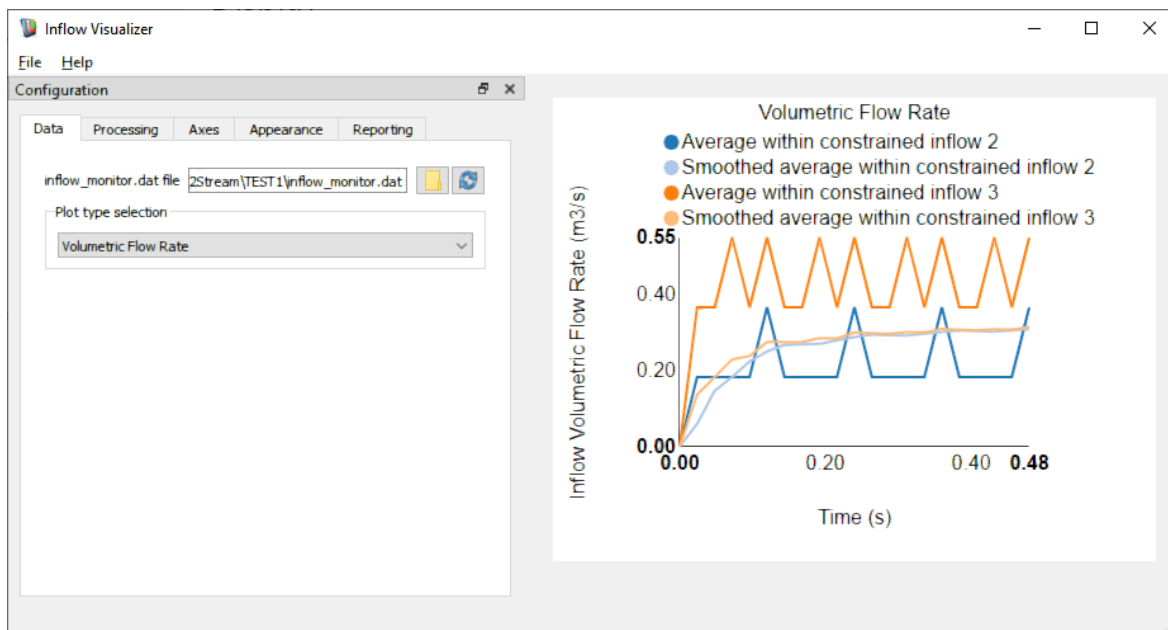 Inflow Visualizer
File Help
Configuration
Data Processing Axes Appearance Reporting
inflow_monitor.dat file 2Stream\TEST1\inflow_monitor.dat
Plot type selection
Volumetric Flow Rate
Volumetric Flow Rate
Average within constrained inflow 2
Smoothed average within constrained inflow 2
Average within constrained inflow 3
Smoothed average within constrained inflow 3
Inflow Volumetric Flow Rate (m3/s)
0.55
0.40
0.20
0.00
0.00 0.20 0.40 0.48
Time (s)